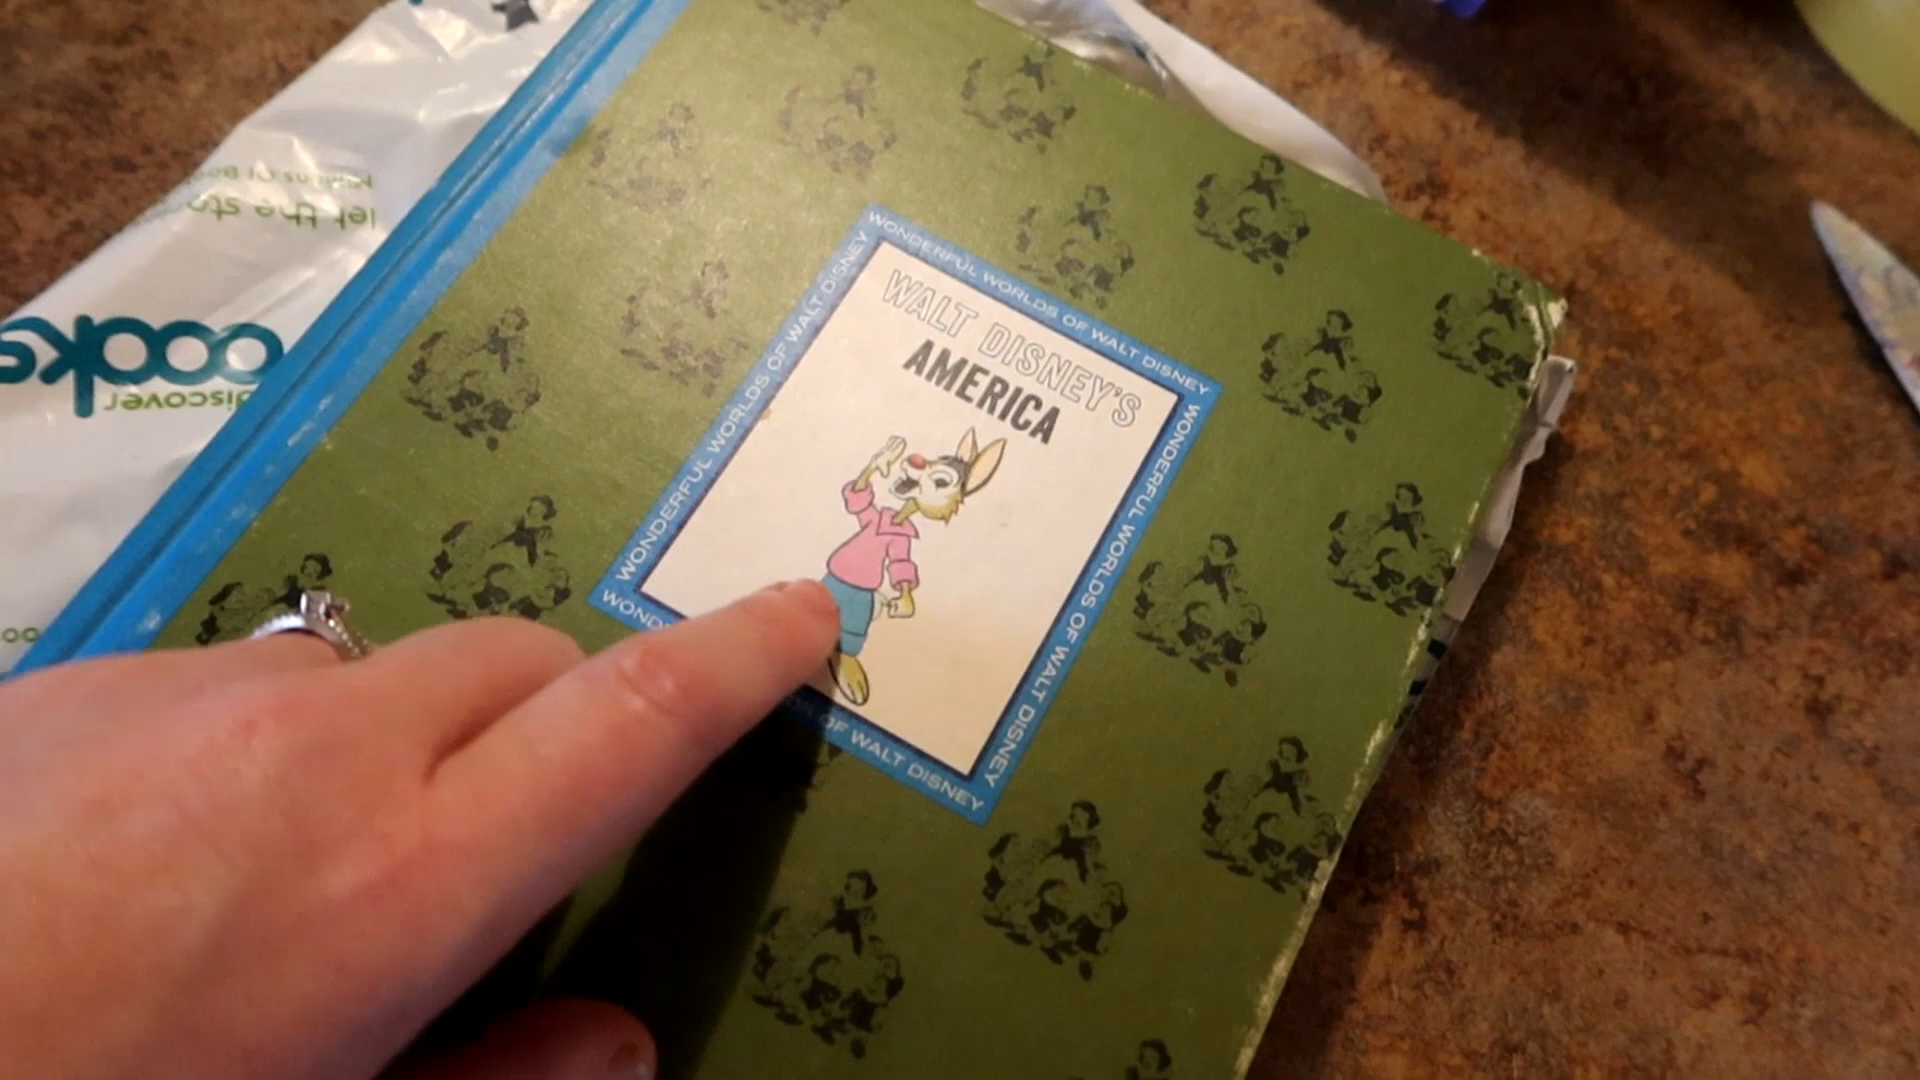 WONDERFUL WORLDS OF WALT DISNEY
WALT DISNEY'S
AMERICA
WONDERFUL WORLDS OF WALT DISNEY
WONDERFUL WORLDS OF WALT DISNEY
OF WALT DISNEY
let the
ooks
Discover